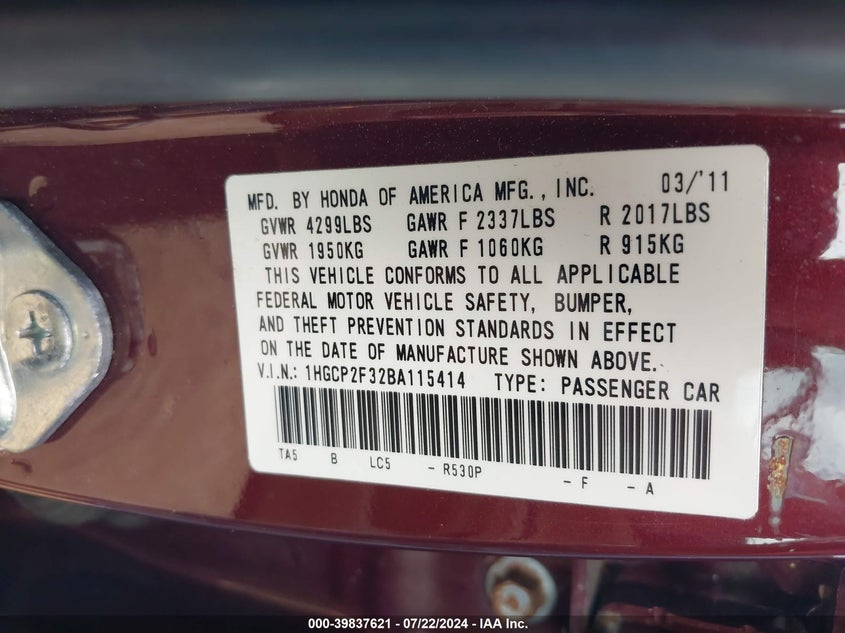 MFD. BY HONDA OF AMERICA MFG., INC. 03/'11
GVWR 4299LBS GAWR F 2337LBS R 2017LBS
GVWR 1950KG GAWR F 1060KG R 915KG
THIS VEHICLE CONFORMS TO ALL APPLICABLE
FEDERAL MOTOR VEHICLE SAFETY, BUMPER,
AND THEFT PREVENTION STANDARDS IN EFFECT
ON THE DATE OF MANUFACTURE SHOWN ABOVE.
V.I.N.: 1HGCP2F32BA115414 TYPE: PASSENGER CAR
TA5 B LC5 - R530P - F - A
000-39837621 - 07/22/2024 - IAA Inc.